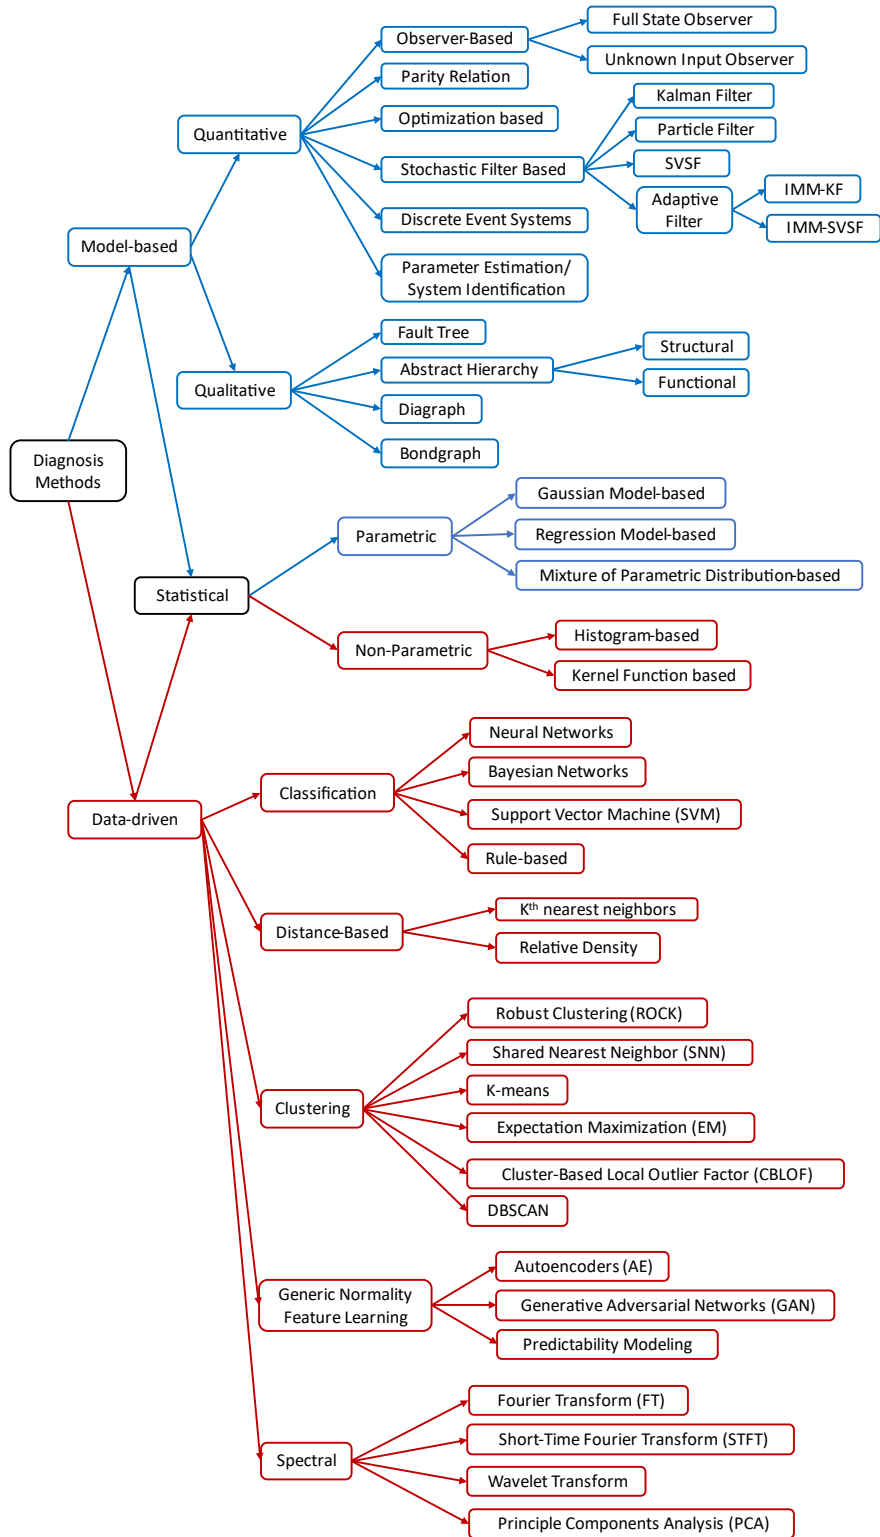 Observer-Based
Full State Observer
Unknown Input Observer
Parity Relation
Quantitative
Optimization based
Kalman Filter
Particle Filter
Stochastic Filter Based
SVSF
Adaptive
Filter
IMM-KF
IMM-SVSF
Discrete Event Systems
Model-based
Parameter Estimation/
System Identification
Fault Tree
Qualitative
Abstract Hierarchy
Structural
Functional
Diagraph
Bondgraph
Diagnosis
Methods
Gaussian Model-based
Parametric
Regression Model-based
Mixture of Parametric Distribution-based
Statistical
Non-Parametric
Histogram-based
Kernel Function based
Neural Networks
Bayesian Networks
Classification
Data-driven
Support Vector Machine (SVM)
Rule-based
Kth nearest neighbors
Distance-Based
Relative Density
Robust Clustering (ROCK)
Shared Nearest Neighbor (SNN)
K-means
Clustering
Expectation Maximization (EM)
Cluster-Based Local Outlier Factor (CBLOF)
DBSCAN
Autoencoders (AE)
Generic Normality
Feature Learning
Generative Adversarial Networks (GAN)
Predictability Modeling
Fourier Transform (FT)
Short-Time Fourier Transform (STFT)
Spectral
Wavelet Transform
Principle Components Analysis (PCA)